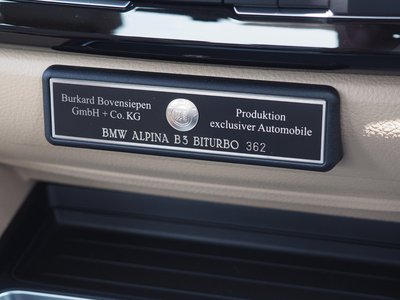 Burkard Bovensiepen
GmbH + Co. KG
Produktion
exclusiver Automobile
BMW ALPINA B3 BITURBO 362